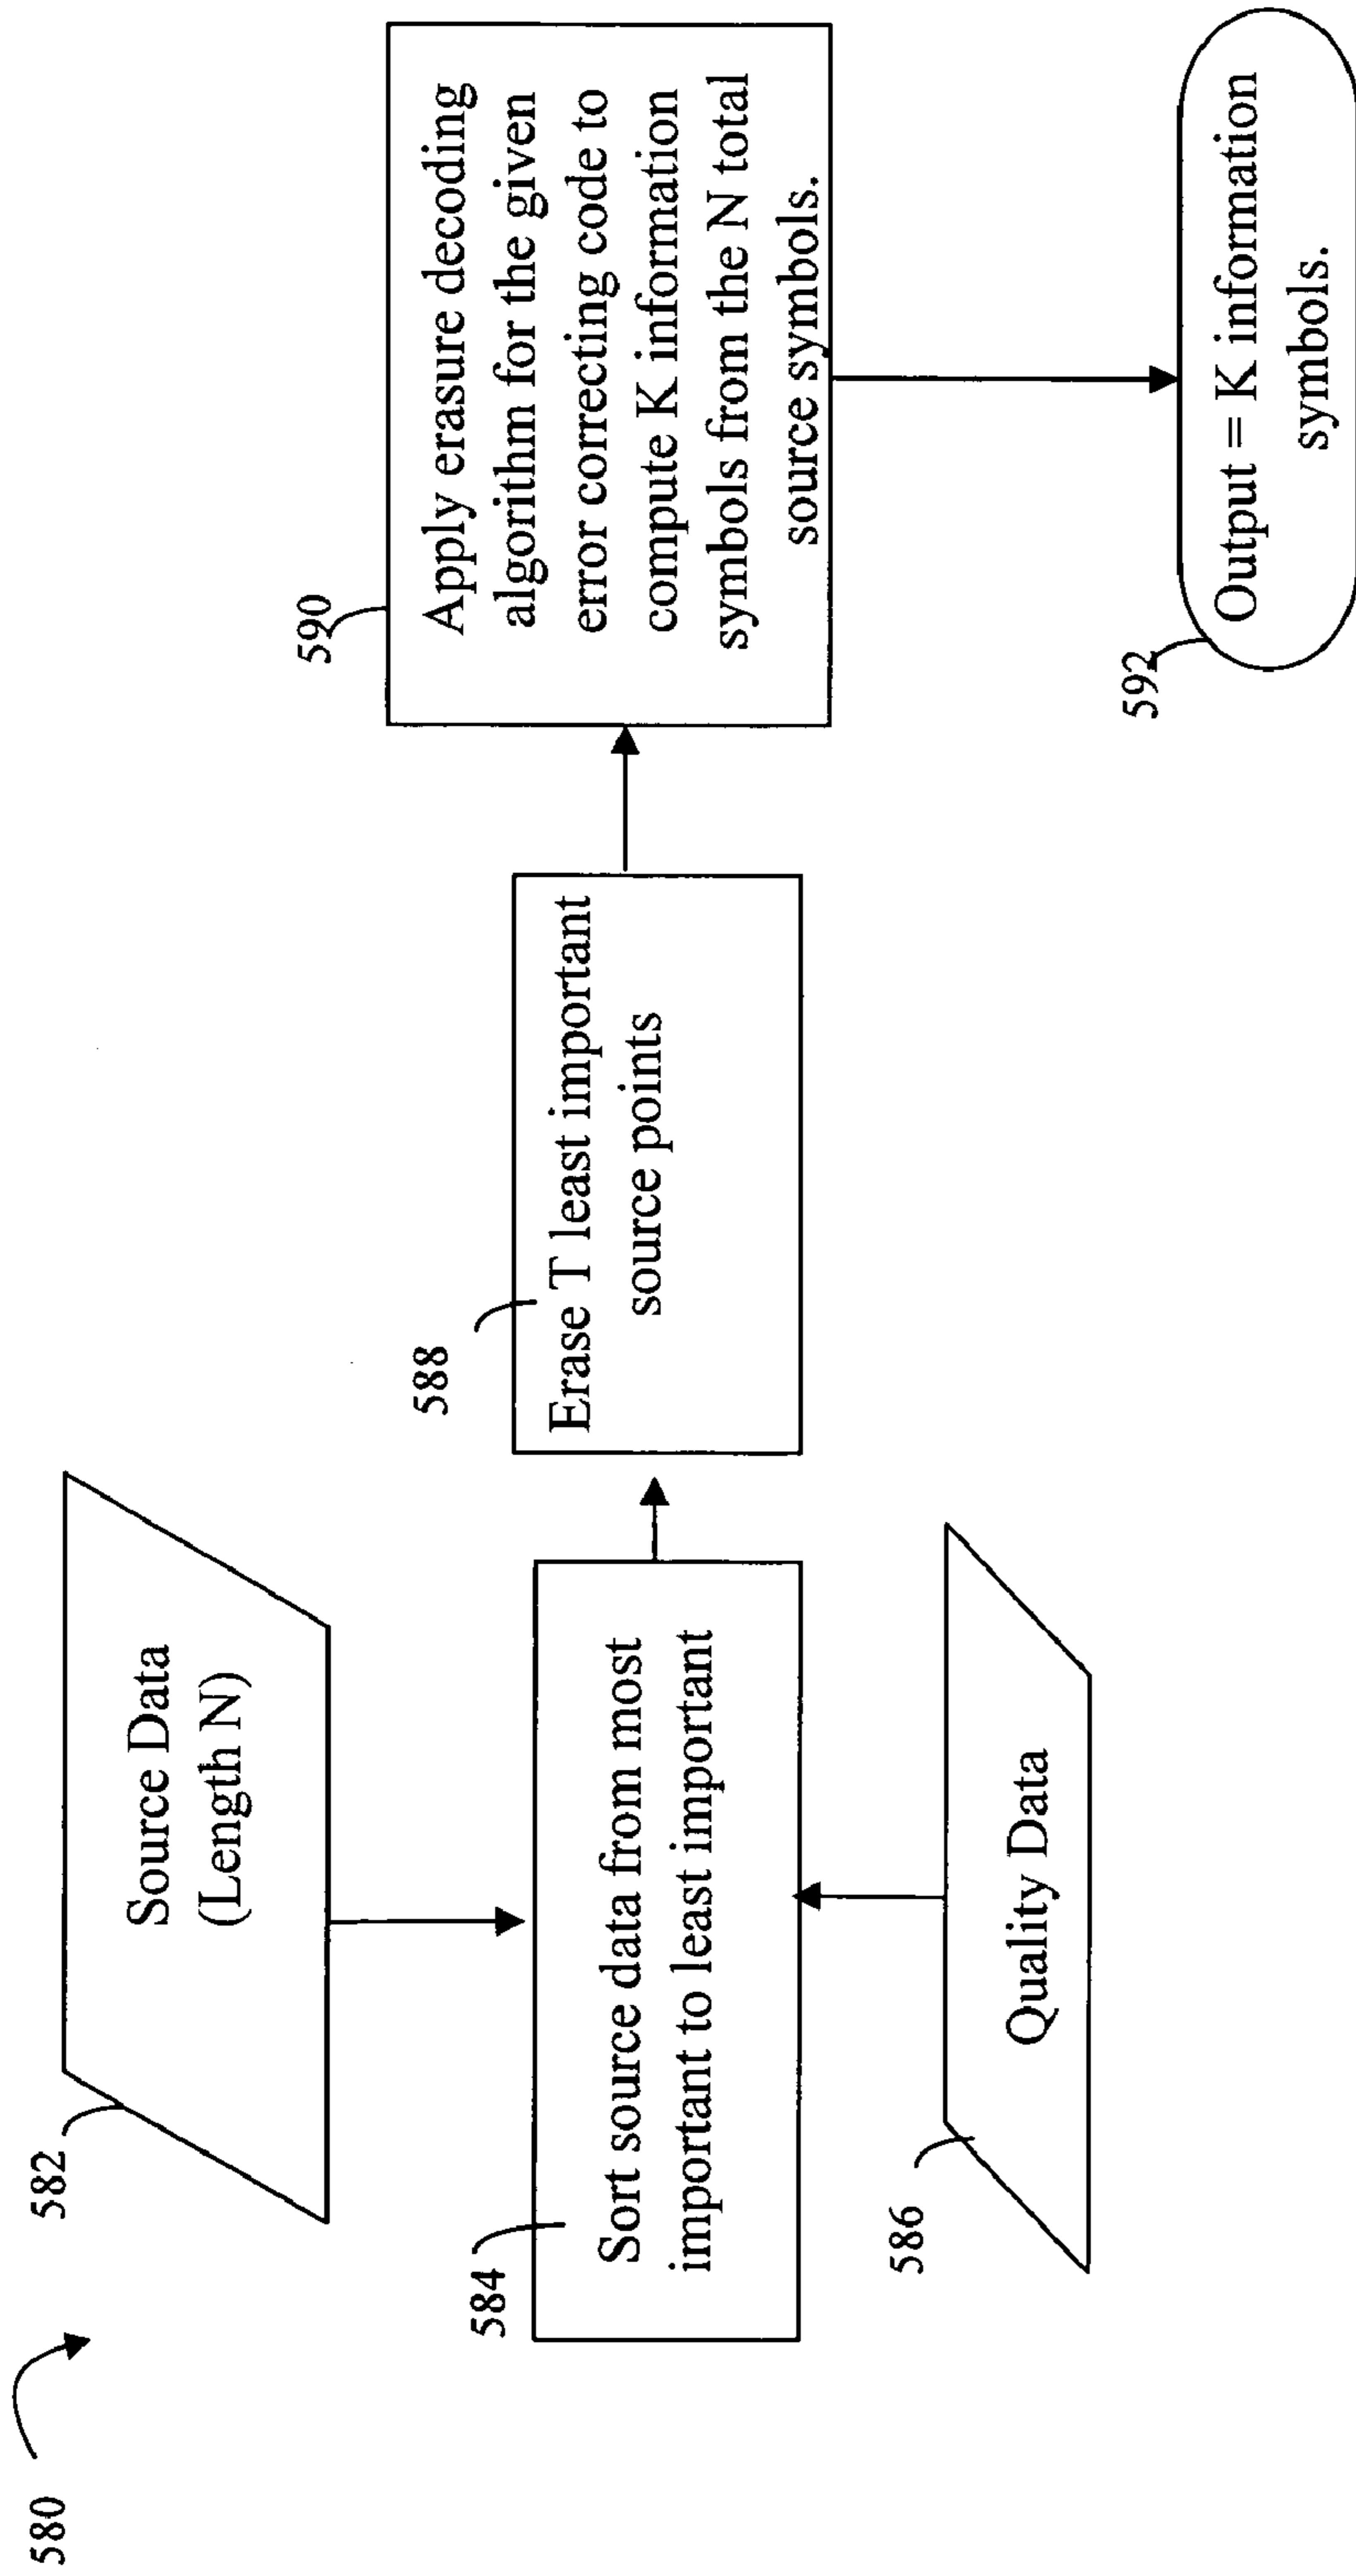 580
582
Source Data
(Length N)
584
Sort source data from most
important to least important
586
Quality Data
588
Erase T least important
source points
590
Apply erasure decoding
algorithm for the given
error correcting code to
compute K information
symbols from the N total
source symbols.
592
Output = K information
symbols.